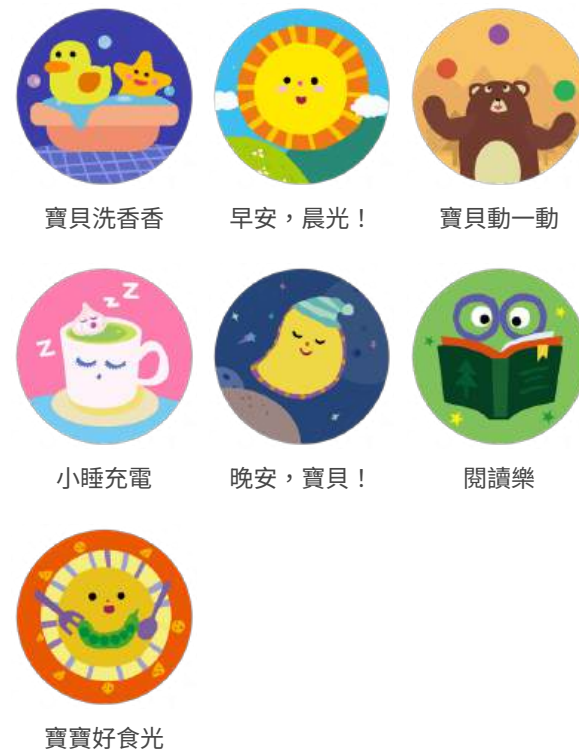 寶貝洗香香
早安，晨光！
寶貝動一動
z z
z
小睡充電
晚安，寶貝！
閱讀樂
寶寶好食光